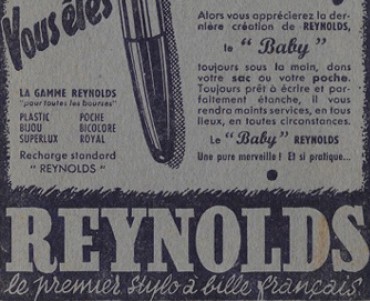 Vous êtes
Alors vous apprécierez la der-
nière création de REYNOLDS,
le "Baby"
toujours sous la main, dans
votre sac ou votre poche.
Toujours prêt à écrire et par-
faitement étanche, il vous
rendra maints services, en tous
lieux, en toutes circonstances.
Le "Baby" REYNOLDS
Une pure merveille ! Et si pratique...
LA GAMME REYNOLDS
"pour toutes les bourses"
PLASTIC POCHE
BIJOU BICOLORE
SUPERLUX ROYAL
Recharge standard
"REYNOLDS"
REYNOLDS
le premier stylo à bille français